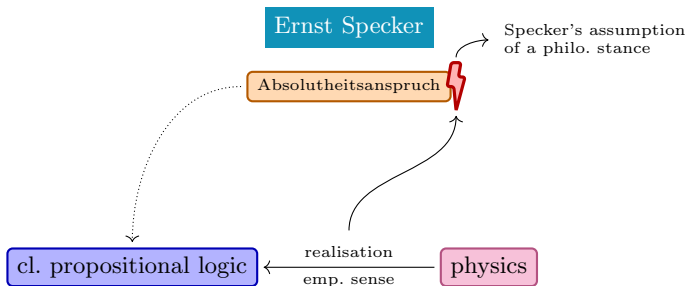 Ernst Specker
Specker's assumption
of a philo. stance
Absolutheitsanspruch
realisation
cl. propositional logic
physics
emp. sense